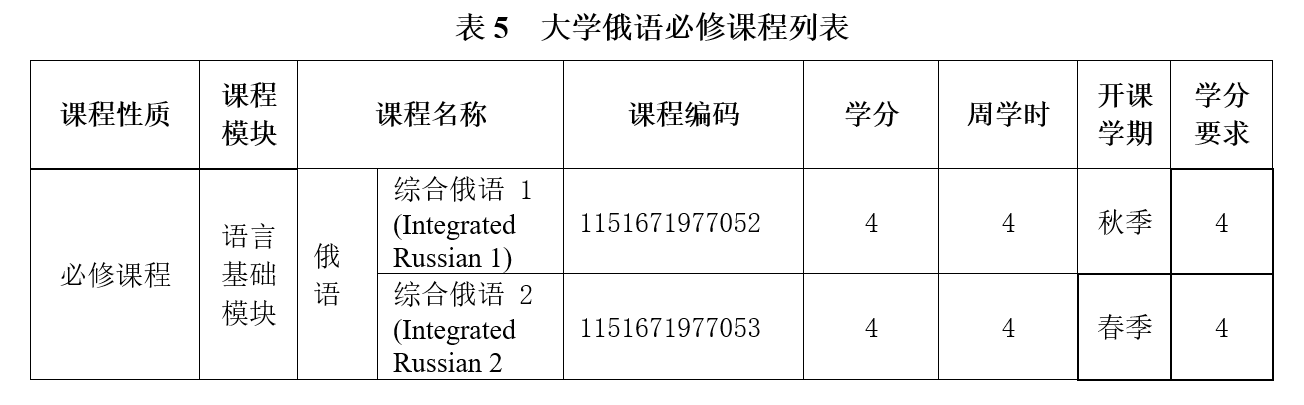 表 5 大学俄语必修课程列表
课程性质 课程模块 课程名称 课程编码 学分 周学时 开课学期 学分要求
必修课程
语言
基础
模块
俄
语
综合俄语 1
(Integrated
Russian 1)
1151671977052 4 4 秋季 4
综合俄语 2
(Integrated
Russian 2
1151671977053 4 4 春季 4